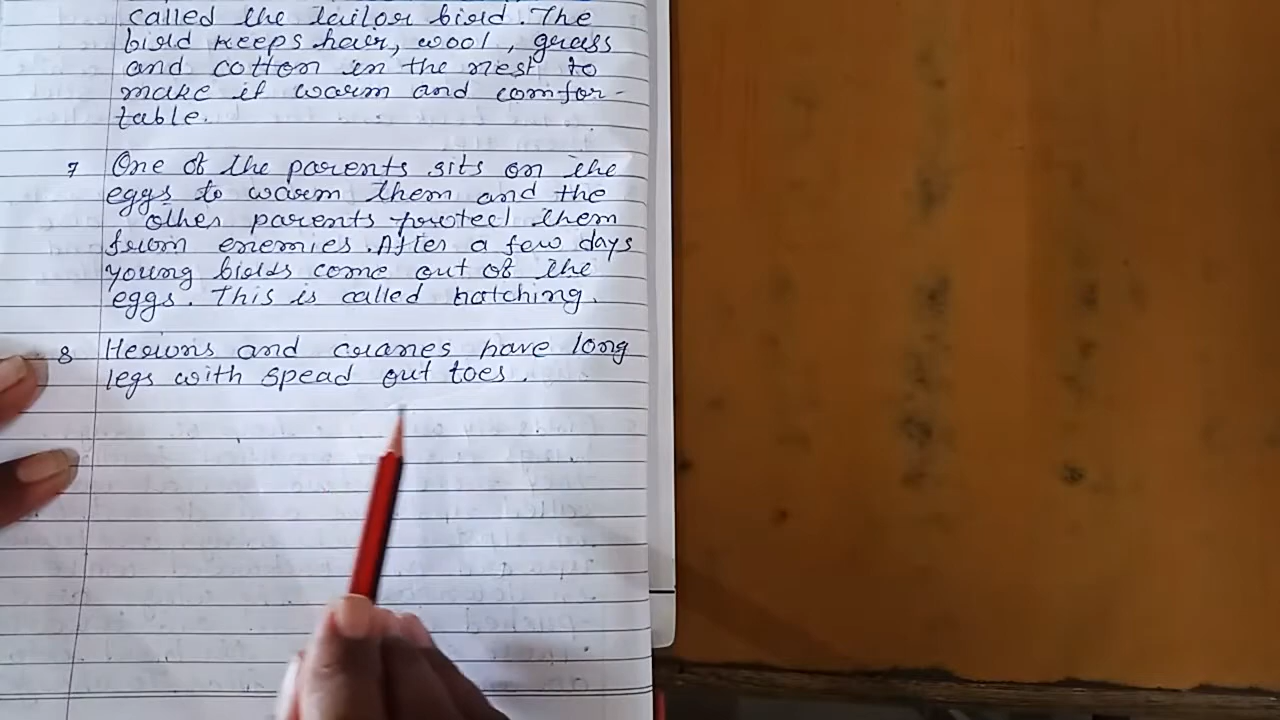 called the tailor bird. The
bird keeps hair, wool, grass
and cotton in the nest to
make it warm and comfor-
table.
7 One of the parents sits on the
eggs to warm them and the
other parents protect them
from enemies. After a few days
young birds come out of the
eggs. This is called hatching.
8 Herons and cranes have long
legs with spead out toes.